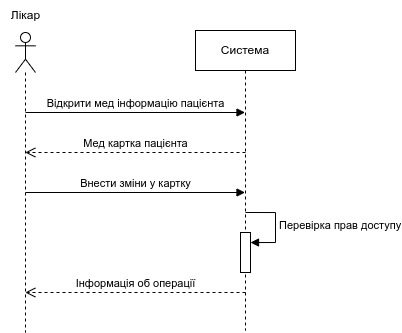 Лікар
Система
Відкрити мед інформацію пацієнта
Мед картка пацієнта
Внести зміни у картку
Перевірка прав доступу
Інформація об операції